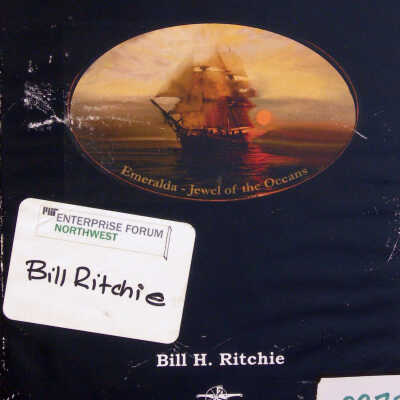 Emeralda - Jewel of the Oceans
MIT
ENTERPRISE FORUM
NORTHWEST
Bill Ritchie
Bill H. Ritchie